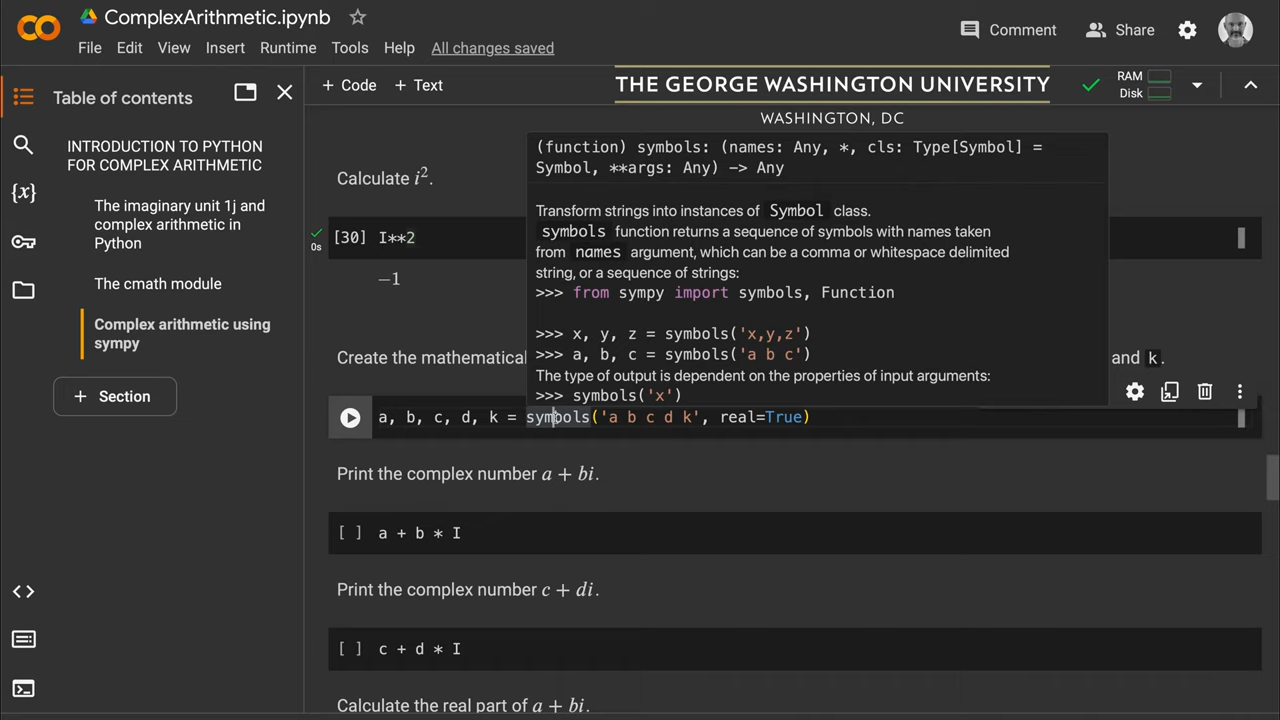 ComplexArithmetic.ipynb
File Edit View Insert Runtime Tools Help All changes saved
Comment
Share
Table of contents
INTRODUCTION TO PYTHON
FOR COMPLEX ARITHMETIC
The imaginary unit 1j and
complex arithmetic in
Python
The cmath module
Complex arithmetic using
sympy
+ Section
{x}
+ Code + Text
THE GEORGE WASHINGTON UNIVERSITY
WASHINGTON, DC
RAM
Disk
Calculate i².
[30] I**2
0s
−1
(function) symbols: (names: Any, *, cls: Type[Symbol] =
Symbol, **args: Any) -> Any
Transform strings into instances of Symbol class.
symbols function returns a sequence of symbols with names taken
from names argument, which can be a comma or whitespace delimited
string, or a sequence of strings:
>>> from sympy import symbols, Function
>>> x, y, z = symbols('x,y,z')
>>> a, b, c = symbols('a b c')
The type of output is dependent on the properties of input arguments:
>>> symbols('x')
Create the mathematical and k.
a, b, c, d, k = symbols('a b c d k', real=True)
Print the complex number a + bi.
[ ] a + b * I
Print the complex number c + di.
[ ] c + d * I
Calculate the real part of a + bi.